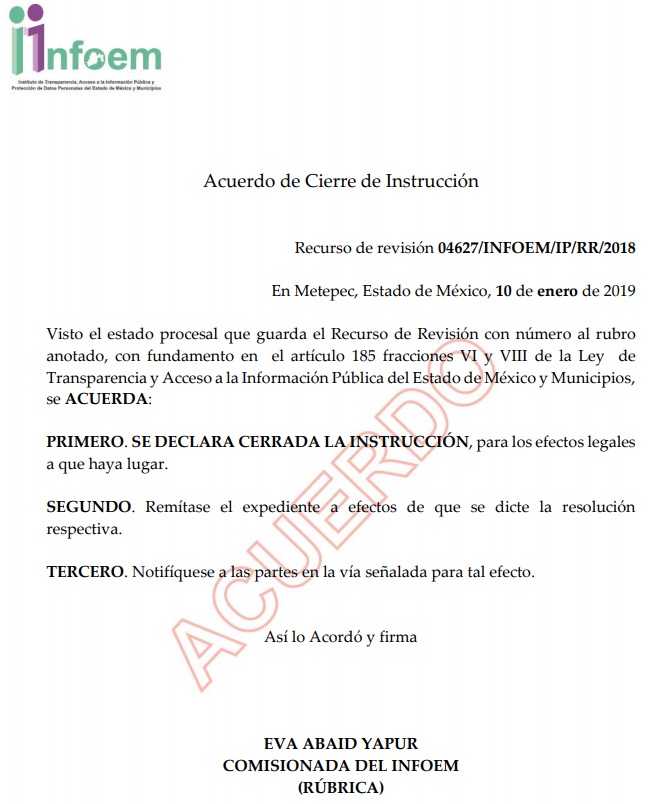 infoem
Instituto de Transparencia, Acceso a la Información Pública y
Protección de Datos Personales del Estado de México y Municipios
Acuerdo de Cierre de Instrucción
Recurso de revisión 04627/INFOEM/IP/RR/2018
En Metepec, Estado de México, 10 de enero de 2019
Visto el estado procesal que guarda el Recurso de Revisión con número al rubro
anotado, con fundamento en el artículo 185 fracciones VI y VIII de la Ley de
Transparencia y Acceso a la Información Pública del Estado de México y Municipios,
se ACUERDA:
PRIMERO. SE DECLARA CERRADA LA INSTRUCCIÓN, para los efectos legales
a que haya lugar.
SEGUNDO. Remítase el expediente a efectos de que se dicte la resolución
respectiva.
TERCERO. Notifíquese a las partes en la vía señalada para tal efecto.
ACUERDO
Así lo Acordó y firma
EVA ABAID YAPUR
COMISIONADA DEL INFOEM
(RÚBRICA)